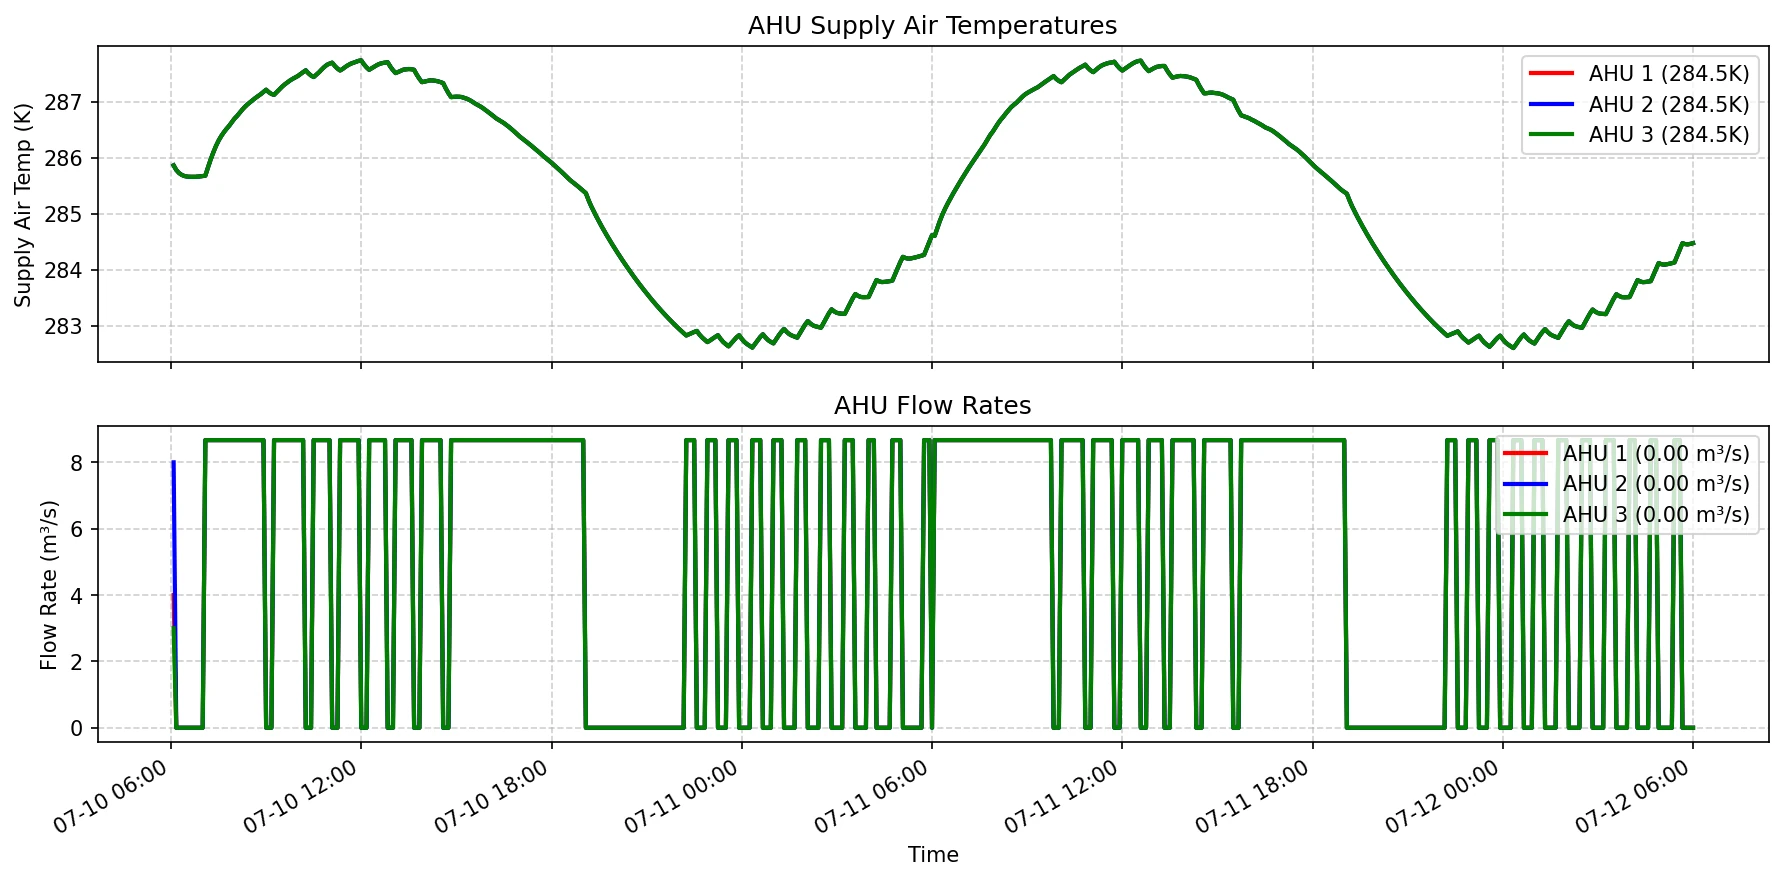 AHU Supply Air Temperatures
Supply Air Temp (K)
287
286
285
284
283
AHU 1 (284.5K)
AHU 2 (284.5K)
AHU 3 (284.5K)
AHU Flow Rates
Flow Rate (m³/s)
8
6
4
2
0
AHU 1 (0.00 m³/s)
AHU 2 (0.00 m³/s)
AHU 3 (0.00 m³/s)
07-10 06:00
07-10 12:00
07-10 18:00
07-11 00:00
07-11 06:00
07-11 12:00
07-11 18:00
07-12 00:00
07-12 06:00
Time